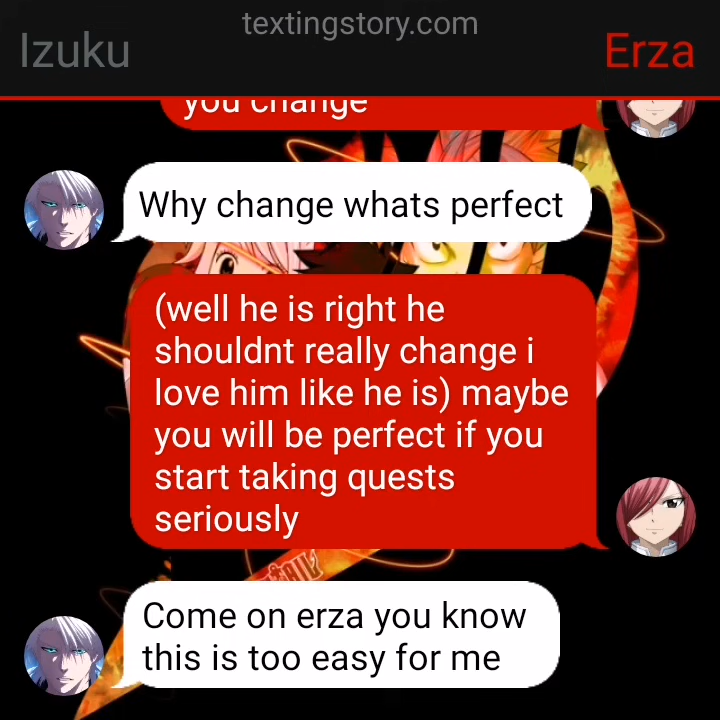 textingstory.com
Izuku
Erza
you change
Why change whats perfect
(well he is right he
shouldnt really change i
love him like he is) maybe
you will be perfect if you
start taking quests
seriously
Come on erza you know
this is too easy for me